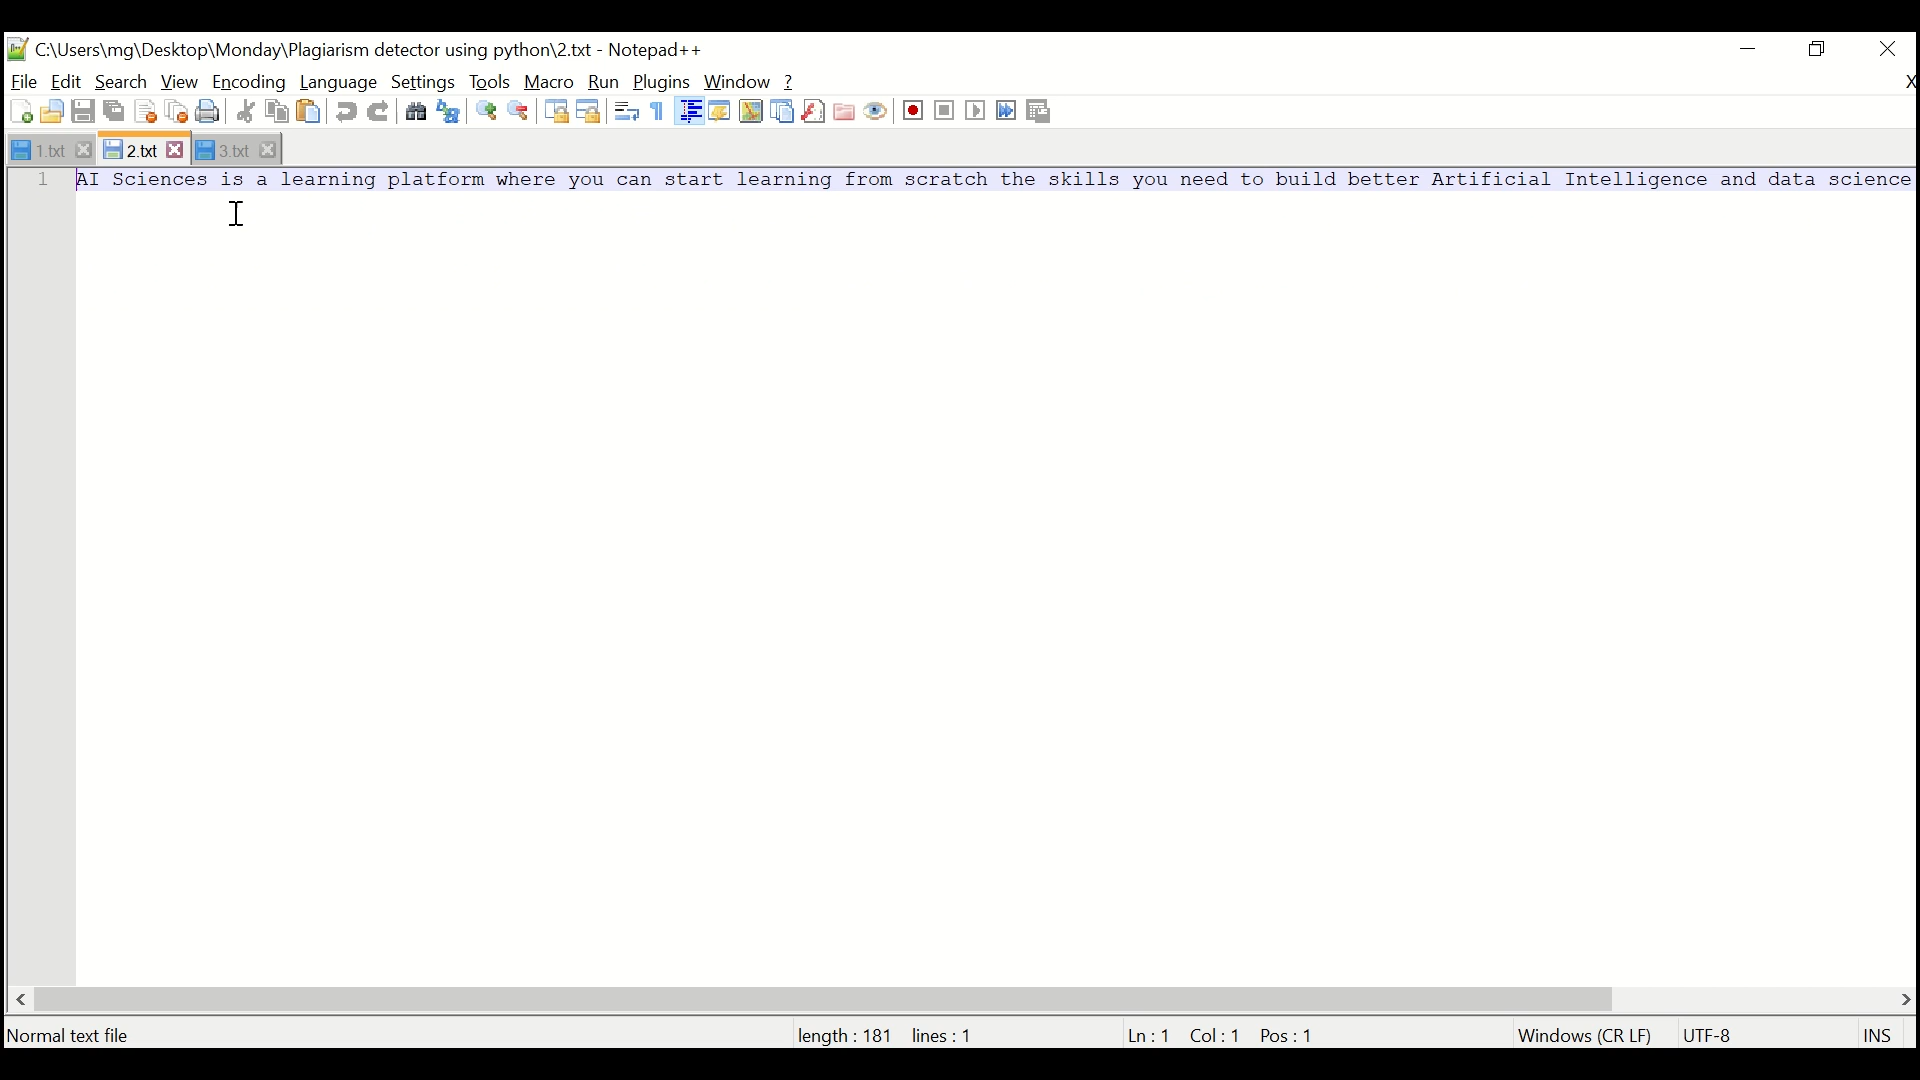 C:\Users\mg\Desktop\Monday\Plagiarism detector using python\2.txt - Notepad++
File Edit Search View Encoding Language Settings Tools Macro Run Plugins Window ? X
1.txt 2.txt 3.txt
1 AI Sciences is a learning platform where you can start learning from scratch the skills you need to build better Artificial Intelligence and data science
Normal text file length : 181 lines : 1 Ln : 1 Col : 1 Pos : 1 Windows (CR LF) UTF-8 INS